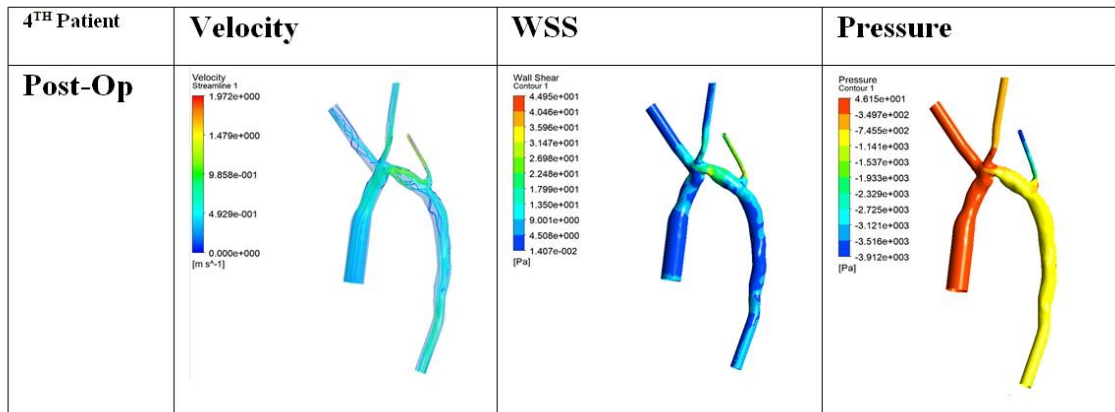 4TH Patient
Velocity
WSS
Pressure
Post-Op
Velocity
Streamline 1
1.972e+000
1.479e+000
9.858e-001
4.929e-001
0.000e+000
[m s^-1]
Wall Shear
Contour 1
4.495e+001
4.046e+001
3.596e+001
3.147e+001
2.698e+001
2.248e+001
1.799e+001
1.350e+001
9.001e+000
4.508e+000
1.407e-002
[Pa]
Pressure
Contour 1
4.615e+001
-3.497e+002
-7.455e+002
-1.141e+003
-1.537e+003
-1.933e+003
-2.329e+003
-2.725e+003
-3.121e+003
-3.516e+003
-3.912e+003
[Pa]